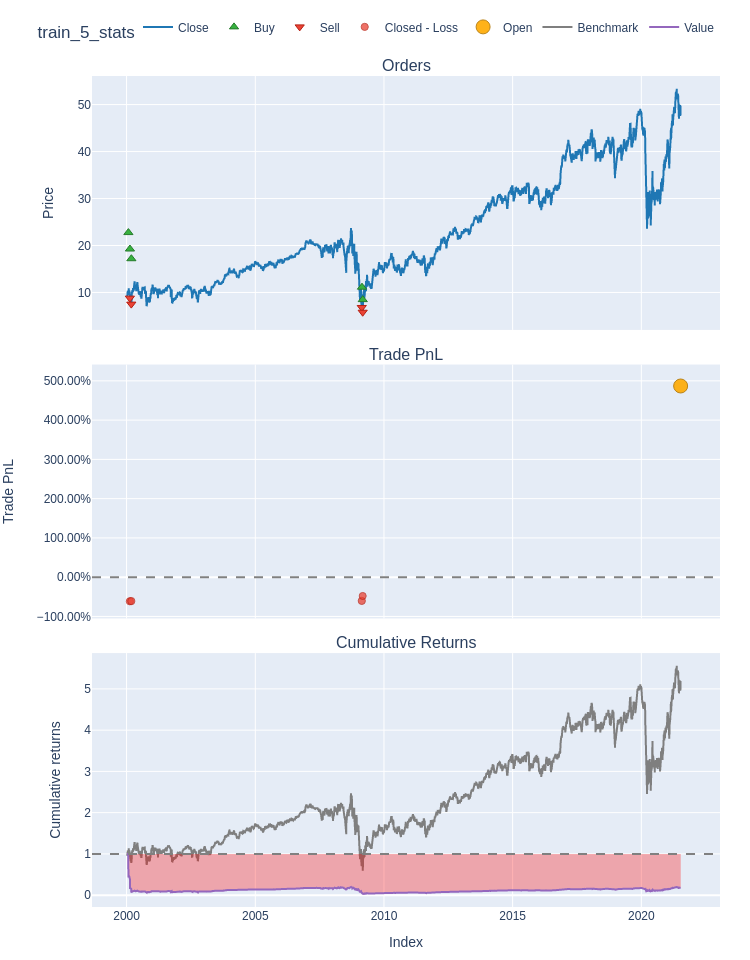 train_5_stats
Close
Buy
Sell
Closed - Loss
Open
Benchmark
Value
Orders
50
40
30
20
10
Price
Trade PnL
500.00%
400.00%
300.00%
200.00%
100.00%
0.00%
−100.00%
Trade PnL
Cumulative Returns
5
4
3
2
1
0
Cumulative returns
2000
2005
2010
2015
2020
Index